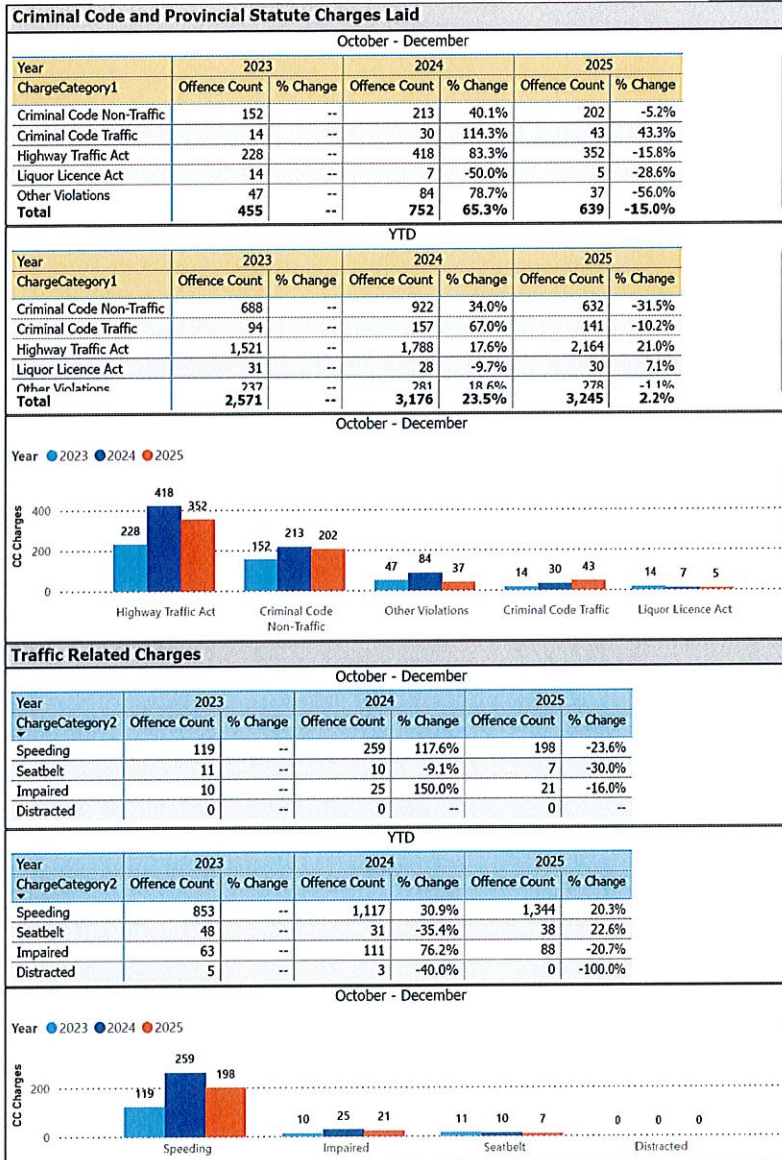 Criminal Code and Provincial Statute Charges Laid
October - December
Year 2023 2024 2025
ChargeCategory1 Offence Count % Change Offence Count % Change Offence Count % Change
Criminal Code Non-Traffic 152 -- 213 40.1% 202 -5.2%
Criminal Code Traffic 14 -- 30 114.3% 43 43.3%
Highway Traffic Act 228 -- 418 83.3% 352 -15.8%
Liquor Licence Act 14 -- 7 -50.0% 5 -28.6%
Other Violations 47 -- 84 78.7% 37 -56.0%
Total 455 -- 752 65.3% 639 -15.0%
YTD
Year 2023 2024 2025
ChargeCategory1 Offence Count % Change Offence Count % Change Offence Count % Change
Criminal Code Non-Traffic 688 -- 922 34.0% 632 -31.5%
Criminal Code Traffic 94 -- 157 67.0% 141 -10.2%
Highway Traffic Act 1,521 -- 1,788 17.6% 2,164 21.0%
Liquor Licence Act 31 -- 28 -9.7% 30 7.1%
Other Violations 237 -- 281 18.6% 278 -1.1%
Total 2,571 -- 3,176 23.5% 3,245 2.2%
October - December
Year 2023 2024 2025
CC Charges
400
200
0
228 418 352
152 213 202
47 84 37
14 30 43
14 7 5
Highway Traffic Act Criminal Code Other Violations Criminal Code Traffic Liquor Licence Act
Non-Traffic
Traffic Related Charges
October - December
Year 2023 2024 2025
ChargeCategory2 Offence Count % Change Offence Count % Change Offence Count % Change
Speeding 119 -- 259 117.6% 198 -23.6%
Seatbelt 11 -- 10 -9.1% 7 -30.0%
Impaired 10 -- 25 150.0% 21 -16.0%
Distracted 0 -- 0 -- 0 --
YTD
Year 2023 2024 2025
ChargeCategory2 Offence Count % Change Offence Count % Change Offence Count % Change
Speeding 853 -- 1,117 30.9% 1,344 20.3%
Seatbelt 48 -- 31 -35.4% 38 22.6%
Impaired 63 -- 111 76.2% 88 -20.7%
Distracted 5 -- 3 -40.0% 0 -100.0%
October - December
Year 2023 2024 2025
CC Charges
200
0
119 259 198
10 25 21
11 10 7
0 0 0
Speeding Impaired Seatbelt Distracted